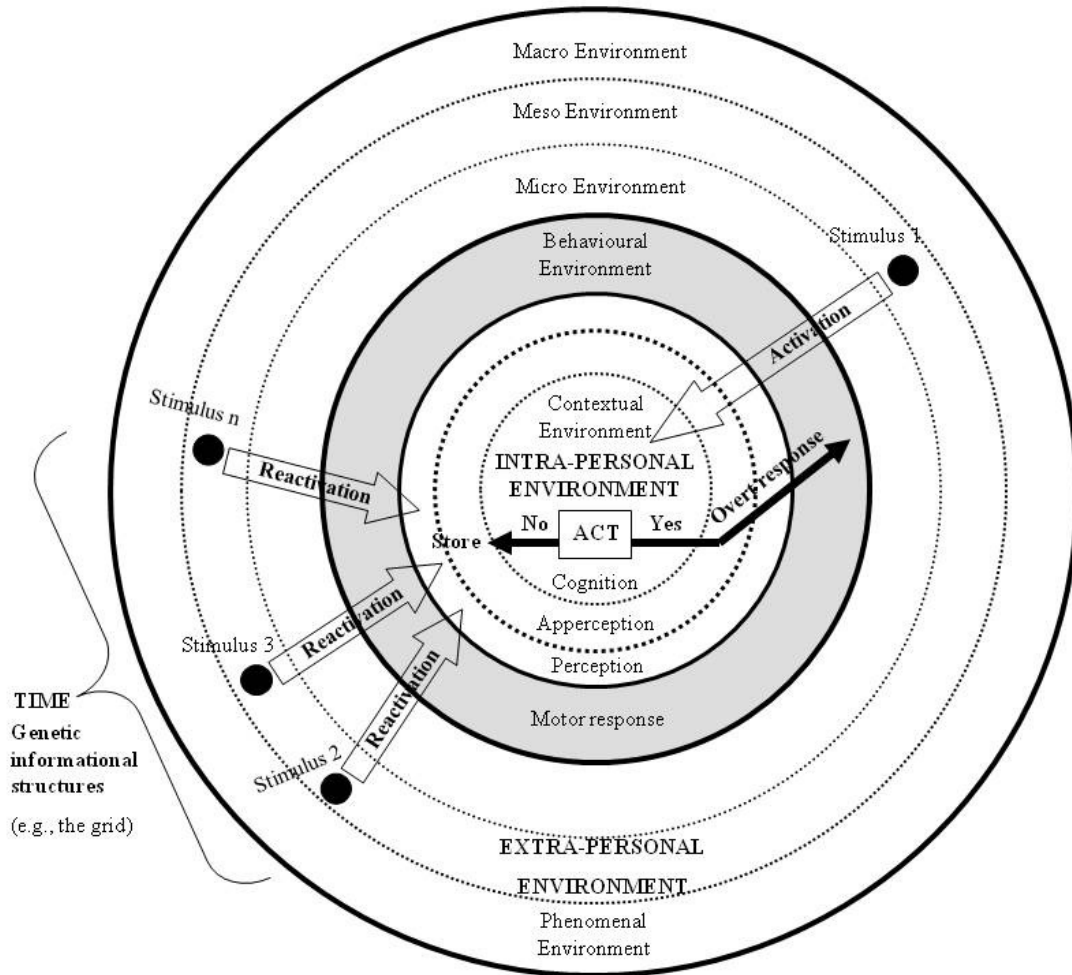 Macro Environment
Meso Environment
Micro Environment
Behavioural
Environment
Stimulus 1
Activation
Contextual
Environment
Stimulus n
Reactivation
INTRA-PERSONAL
ENVIRONMENT
Overt response
No
ACT
Yes
Store
Cognition
Apperception
Perception
Motor response
Reactivation
Stimulus 3
Reactivation
Stimulus 2
TIME
Genetic
informational
structures
(e.g., the grid)
EXTRA-PERSONAL
ENVIRONMENT
Phenomenal
Environment